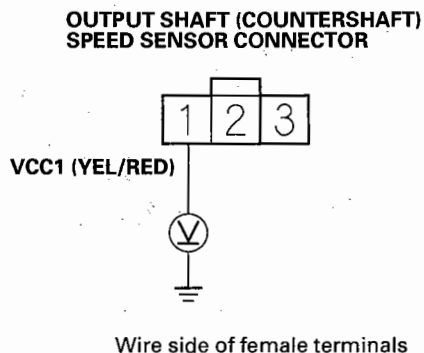 OUTPUT SHAFT (COUNTERSHAFT)
SPEED SENSOR CONNECTOR
1 2 3
VCC1 (YEL/RED)
V
Wire side of female terminals